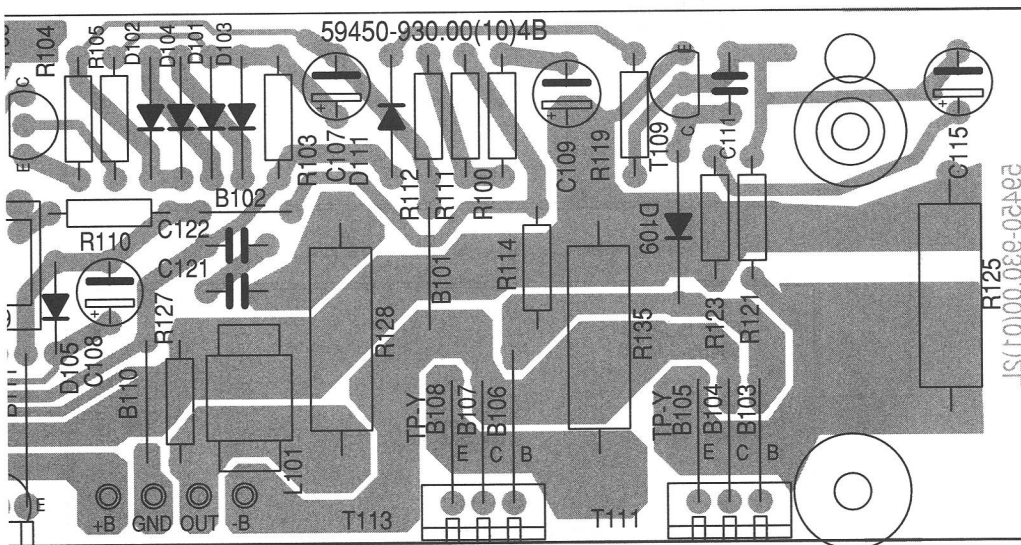 59450-930.00(10)4B
R104
R105
D102
D104
D101
D103
R103
C107
D111
R112
R111
R100
C109
R119
T109
C111
C115
C
E
E
C
B102
R110
C122
C121
R127
D105
C108
B110
L101
R128
B101
R114
R135
D109
R123
R121
R125
59450-930.00(01)2L
TP-Y
B108
B107
B106
E
C
B
TP-Y
B105
B104
B103
E
C
B
E
+B
GND
OUT
-B
T113
T111